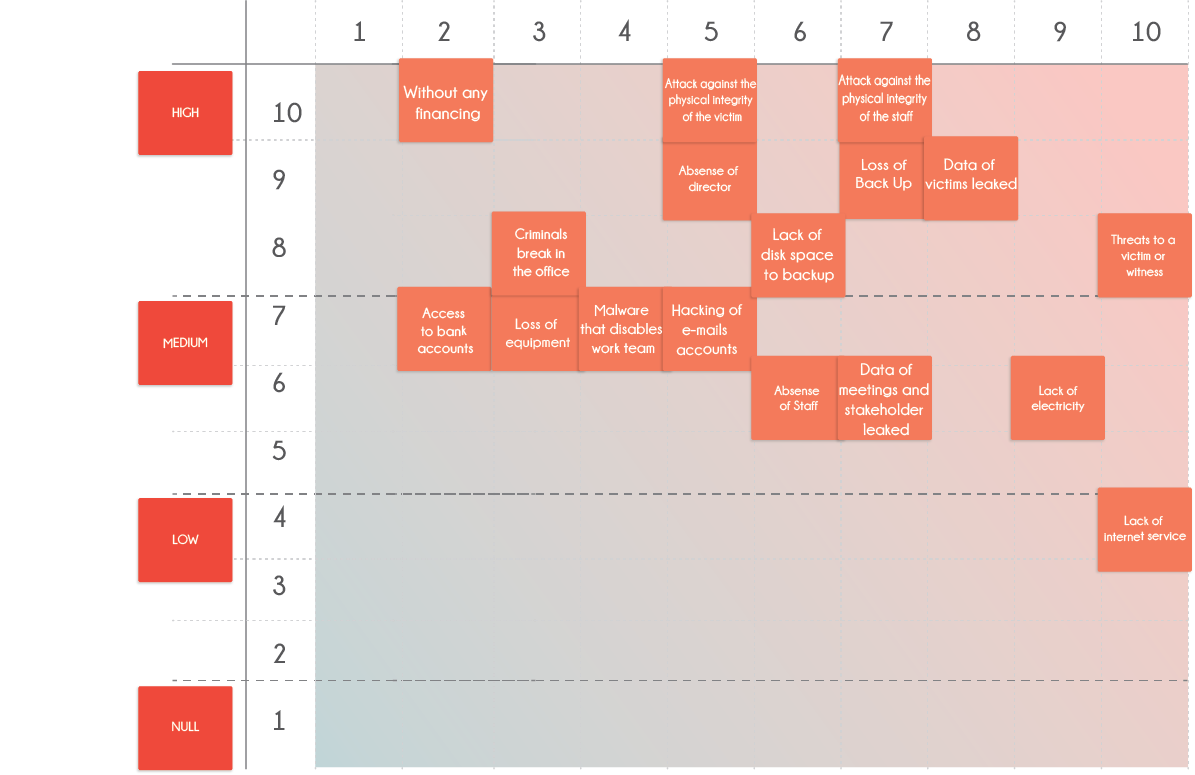 1 2 3 4 5 6 7 8 9 10
HIGH
10
Without any
financing
Attack against the
physical integrity
of the victim
Attack against the
physical integrity
of the staff
9
Absense of
director
Loss of
Back Up
Data of
victims leaked
8
Criminals
break in
the office
Lack of
disk space
to backup
Threats to a
victim or
witness
MEDIUM
7
Access
to bank
accounts
Loss of
equipment
Malware
that disables
work team
Hacking of
e-mails
accounts
6
Absense
of Staff
Data of
meetings and
stakeholder
leaked
Lack of
electricity
5
LOW
4
Lack of
internet service
3
2
NULL
1